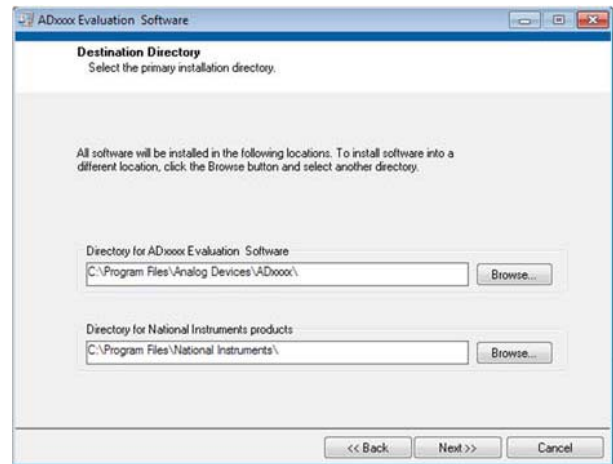 ADxxxx Evaluation Software
Destination Directory
Select the primary installation directory.
All software will be installed in the following locations. To install software into a
different location, click the Browse button and select another directory.
Directory for ADxxxx Evaluation Software
C:\Program Files\Analog Devices\ADxxxx\
Browse...
Directory for National Instruments products
C:\Program Files\National Instruments\
Browse...
<< Back
Next >>
Cancel